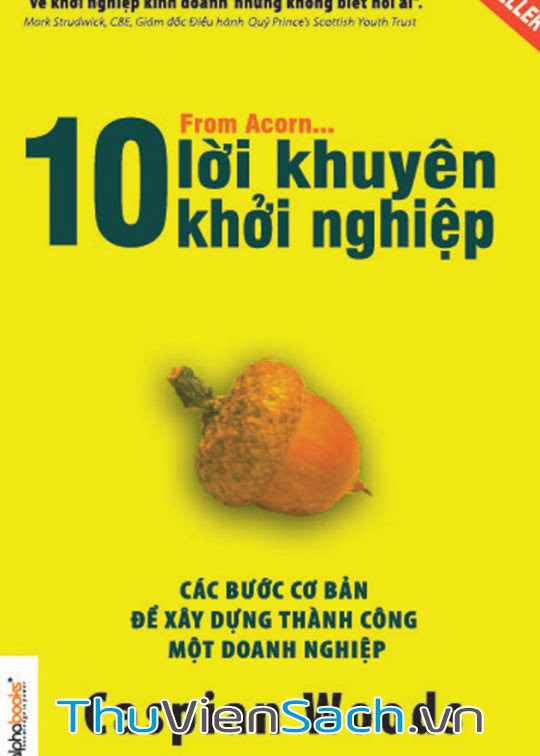 về khởi nghiệp kinh doanh nhưng không biết hỏi ai".
Mark Strudwick, CBE, Giám đốc Điều hành Quỹ Prince's Scottish Youth Trust
From Acorn...
10 lời khuyên
khởi nghiệp
CÁC BƯỚC CƠ BẢN
ĐỂ XÂY DỰNG THÀNH CÔNG
MỘT DOANH NGHIỆP
alphabooks®
ThuVienSach.vn